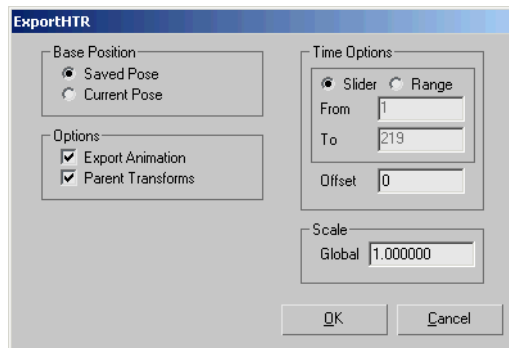 ExportHTR
Base Position
Saved Pose
Current Pose
Options
Export Animation
Parent Transforms
Time Options
Slider Range
From 1
To 219
Offset 0
Scale
Global 1.000000
OK Cancel